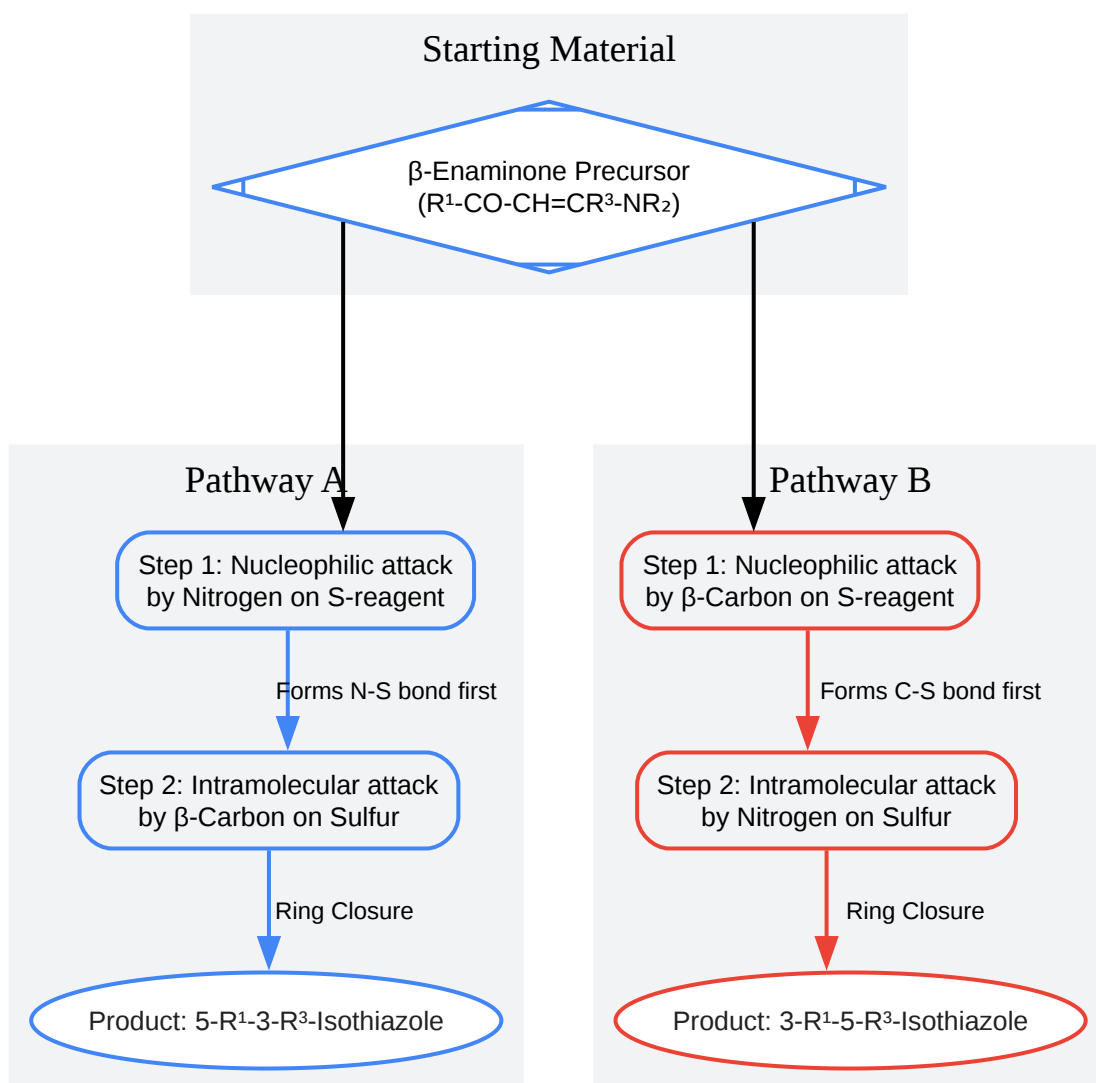 Starting Material
β-Enaminone Precursor
(R¹-CO-CH=CR³-NR₂)
Pathway A
Step 1: Nucleophilic attack
by Nitrogen on S-reagent
Forms N-S bond first
Step 2: Intramolecular attack
by β-Carbon on Sulfur
Ring Closure
Product: 5-R¹-3-R³-Isothiazole
Pathway B
Step 1: Nucleophilic attack
by β-Carbon on S-reagent
Forms C-S bond first
Step 2: Intramolecular attack
by Nitrogen on Sulfur
Ring Closure
Product: 3-R¹-5-R³-Isothiazole